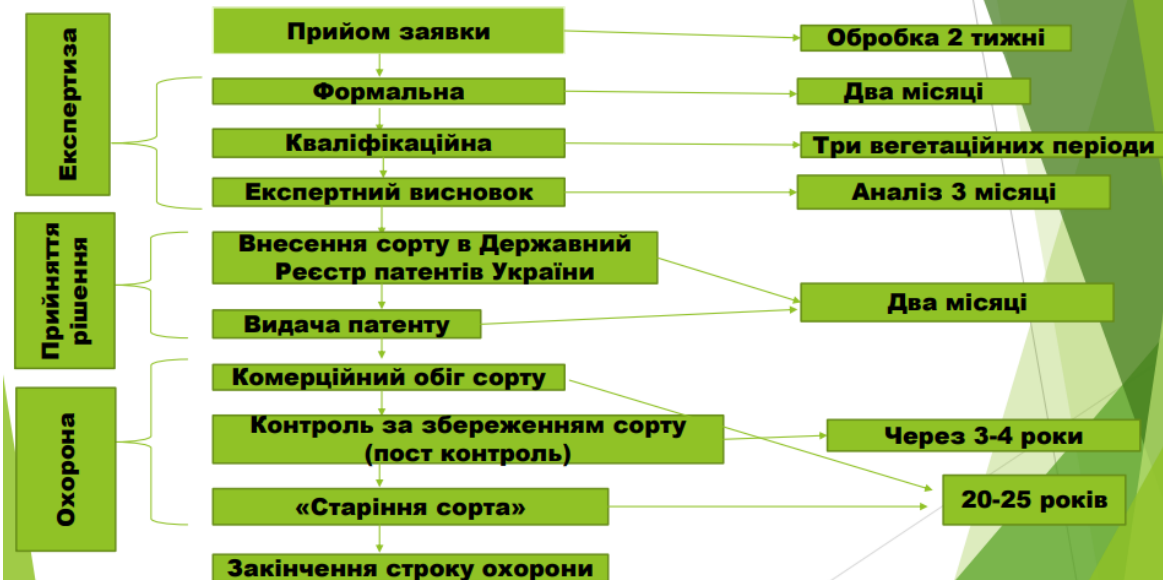 Експертиза
Прийом заявки
Обробка 2 тижні
Формальна
Два місяці
Кваліфікаційна
Три вегетаційних періоди
Експертний висновок
Аналіз 3 місяці
Прийняття
рішення
Внесення сорту в Державний
Реєстр патентів України
Видача патенту
Два місяці
Охорона
Комерційний обіг сорту
Контроль за збереженням сорту
(пост контроль)
Через 3-4 роки
«Старіння сорта»
20-25 років
Закінчення строку охорони